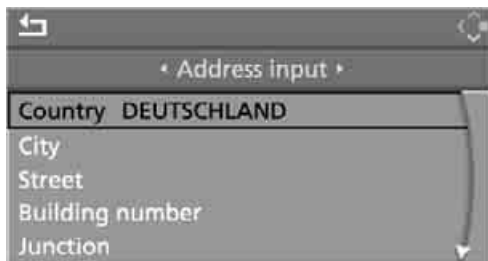 Address input
Country DEUTSCHLAND
City
Street
Building number
Junction